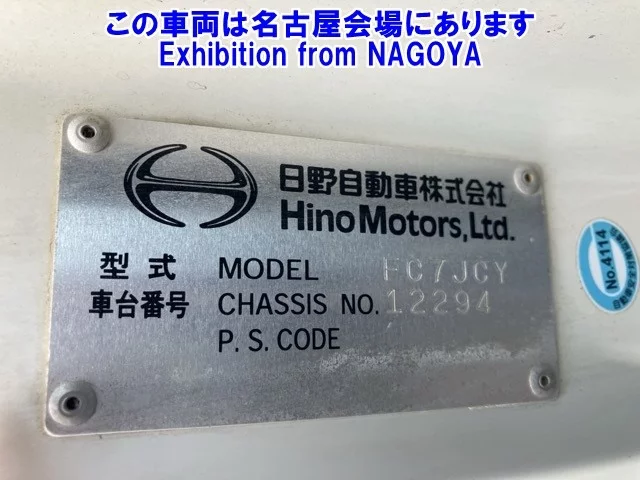 この車両は名古屋会場にあります
Exhibition from NAGOYA
日野自動車株式会社
Hino Motors, Ltd.
型式 MODEL FC7JCY
車台番号 CHASSIS NO. 12294
P. S. CODE
No.4114